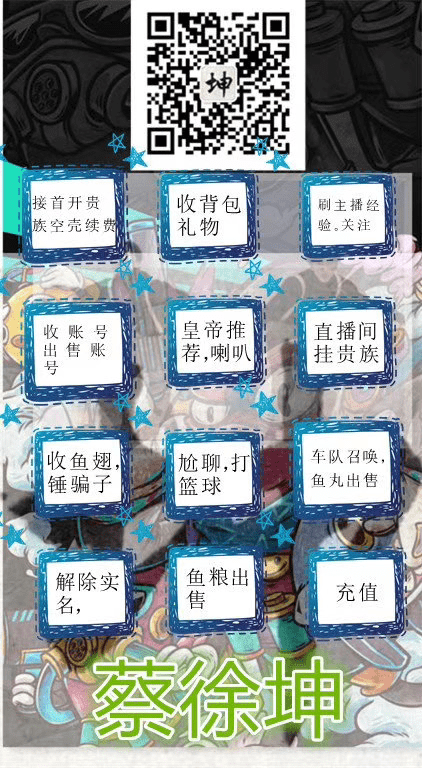 坤
接首开贵
族空壳续费
收背包
礼物
刷主播经
验。关注
收 账 号
出 售 账
号
皇帝推
荐,喇叭
直播间
挂贵族
收鱼翅,
锤骗子
尬聊,打
篮球
车队召唤,
鱼丸出售
解除实
名,
鱼粮出
售
充值
蔡徐坤